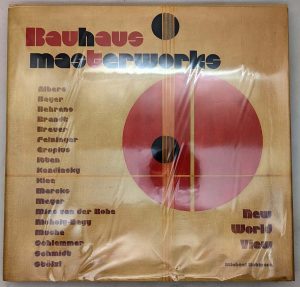 Bauhaus
masterworks
Albers
Bayer
Behrens
Brandt
Breuer
Feininger
Gropius
Itten
Kandinsky
Klee
Marcks
Meyer
Mies van der Rohe
Moholy-Nagy
Muche
Schlemmer
Schmidt
Stölzl
New
World
View
Michael